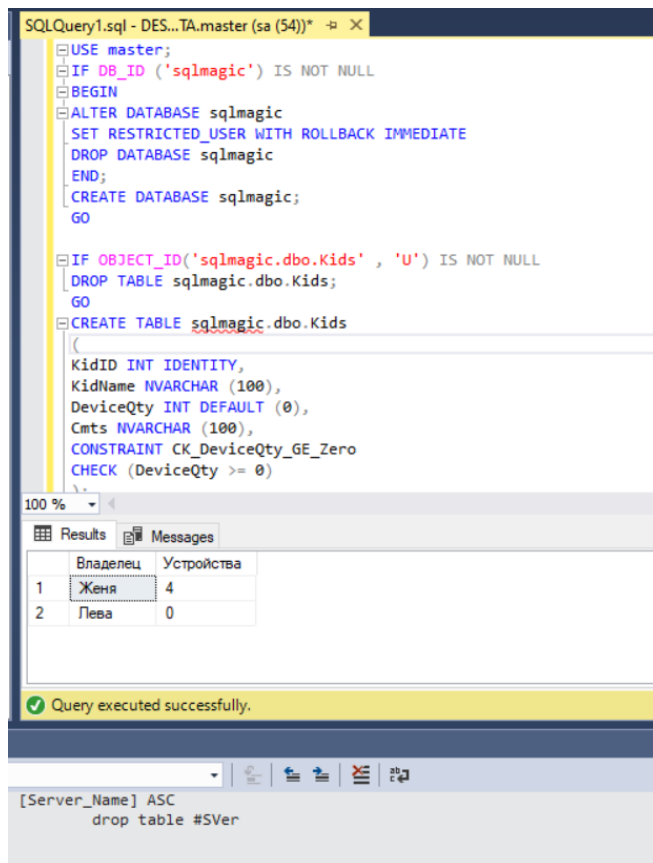 SQLQuery1.sql - DES...TA.master (sa (54))*
USE master;
IF DB_ID ('sqlmagic') IS NOT NULL
BEGIN
ALTER DATABASE sqlmagic
SET RESTRICTED_USER WITH ROLLBACK IMMEDIATE
DROP DATABASE sqlmagic
END;
CREATE DATABASE sqlmagic;
GO
IF OBJECT_ID('sqlmagic.dbo.Kids' , 'U') IS NOT NULL
DROP TABLE sqlmagic.dbo.Kids;
GO
CREATE TABLE sqlmagic.dbo.Kids
(
KidID INT IDENTITY,
KidName NVARCHAR (100),
DeviceQty INT DEFAULT (0),
Cmts NVARCHAR (100),
CONSTRAINT CK_DeviceQty_GE_Zero
CHECK (DeviceQty >= 0)
);
100 %
Results Messages
Владелец Устройства
1 Женя 4
2 Лева 0
Query executed successfully.
[Server_Name] ASC
drop table #SVer